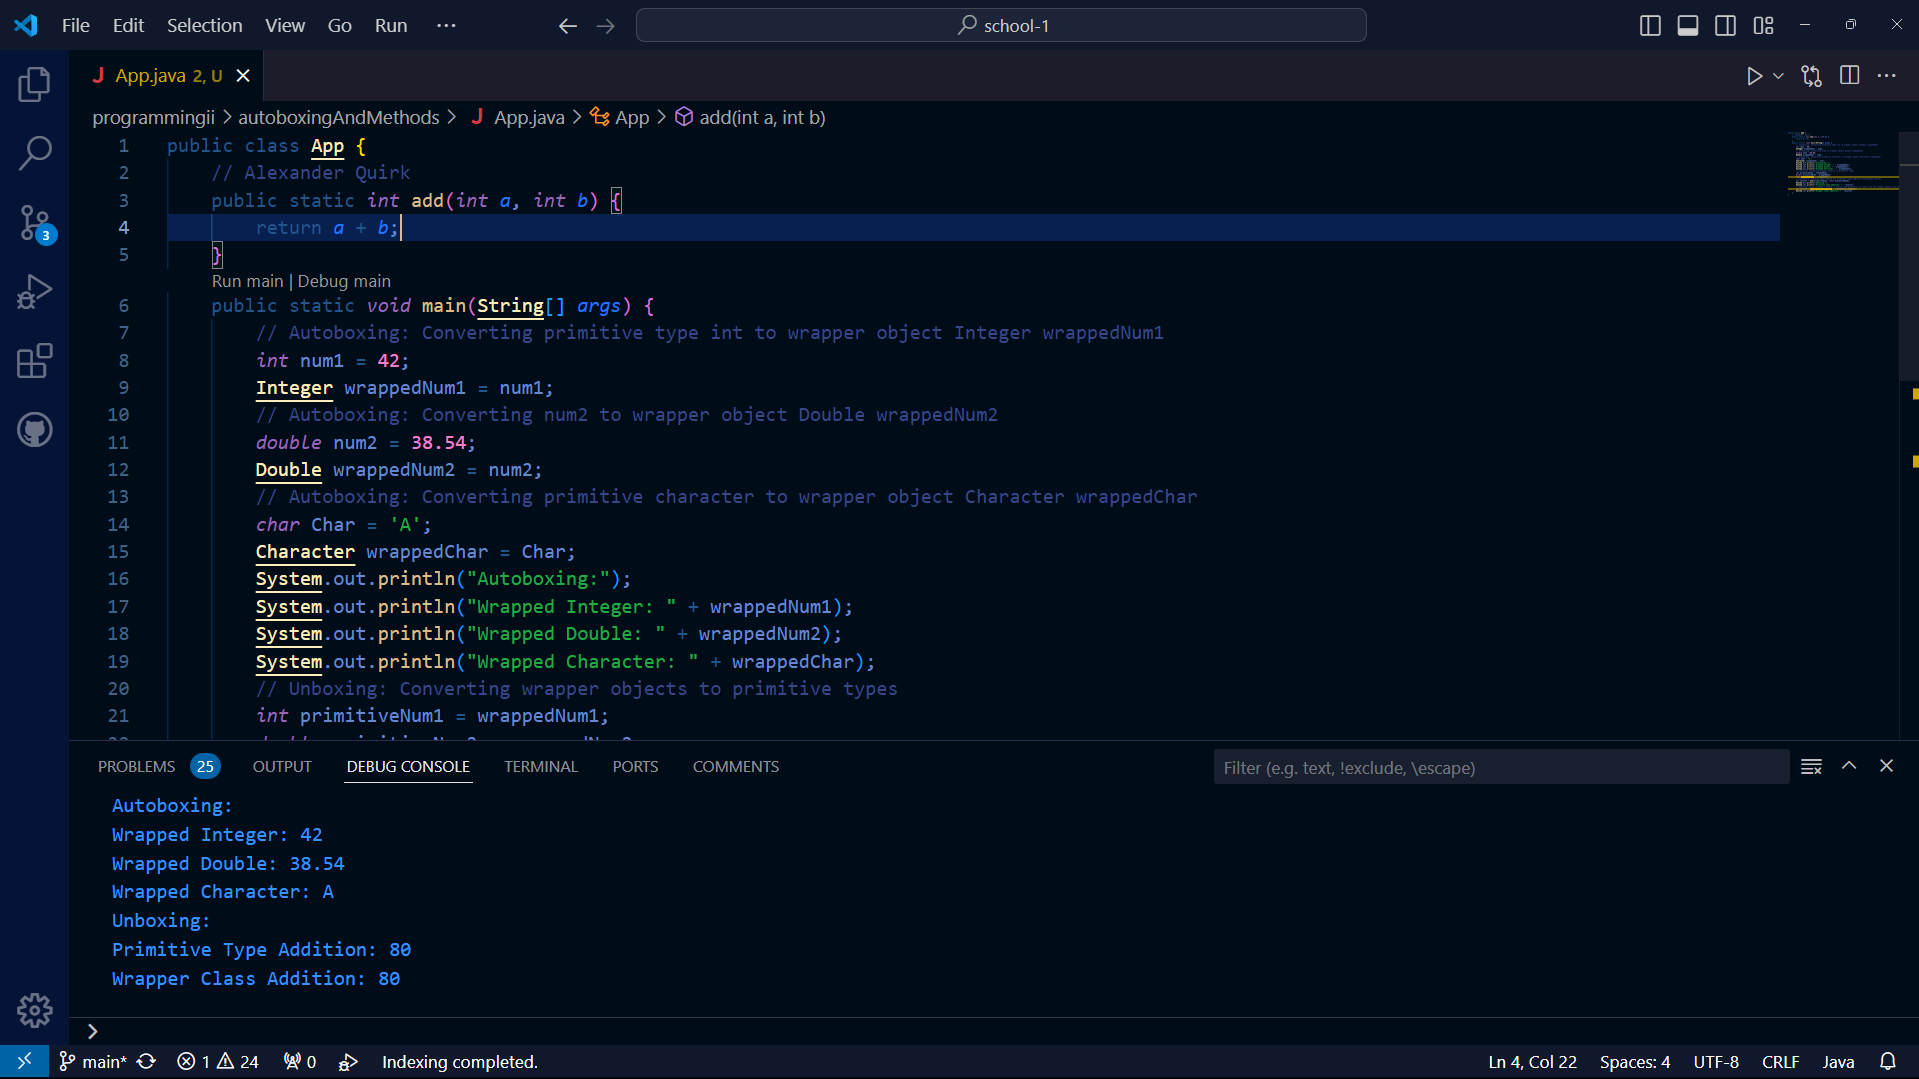 File Edit Selection View Go Run ··· school-1
J App.java 2, U
programmingii > autoboxingAndMethods > J App.java > App > add(int a, int b)
1 public class App {
2 // Alexander Quirk
3 public static int add(int a, int b) {
4 return a + b;
5 }
Run main | Debug main
6 public static void main(String[] args) {
7 // Autoboxing: Converting primitive type int to wrapper object Integer wrappedNum1
8 int num1 = 42;
9 Integer wrappedNum1 = num1;
10 // Autoboxing: Converting num2 to wrapper object Double wrappedNum2
11 double num2 = 38.54;
12 Double wrappedNum2 = num2;
13 // Autoboxing: Converting primitive character to wrapper object Character wrappedChar
14 char Char = 'A';
15 Character wrappedChar = Char;
16 System.out.println("Autoboxing:");
17 System.out.println("Wrapped Integer: " + wrappedNum1);
18 System.out.println("Wrapped Double: " + wrappedNum2);
19 System.out.println("Wrapped Character: " + wrappedChar);
20 // Unboxing: Converting wrapper objects to primitive types
21 int primitiveNum1 = wrappedNum1;
3
PROBLEMS 25 OUTPUT DEBUG CONSOLE TERMINAL PORTS COMMENTS Filter (e.g. text, !exclude, \escape)
Autoboxing:
Wrapped Integer: 42
Wrapped Double: 38.54
Wrapped Character: A
Unboxing:
Primitive Type Addition: 80
Wrapper Class Addition: 80
>
main* 1 24 0 Indexing completed. Ln 4, Col 22 Spaces: 4 UTF-8 CRLF Java